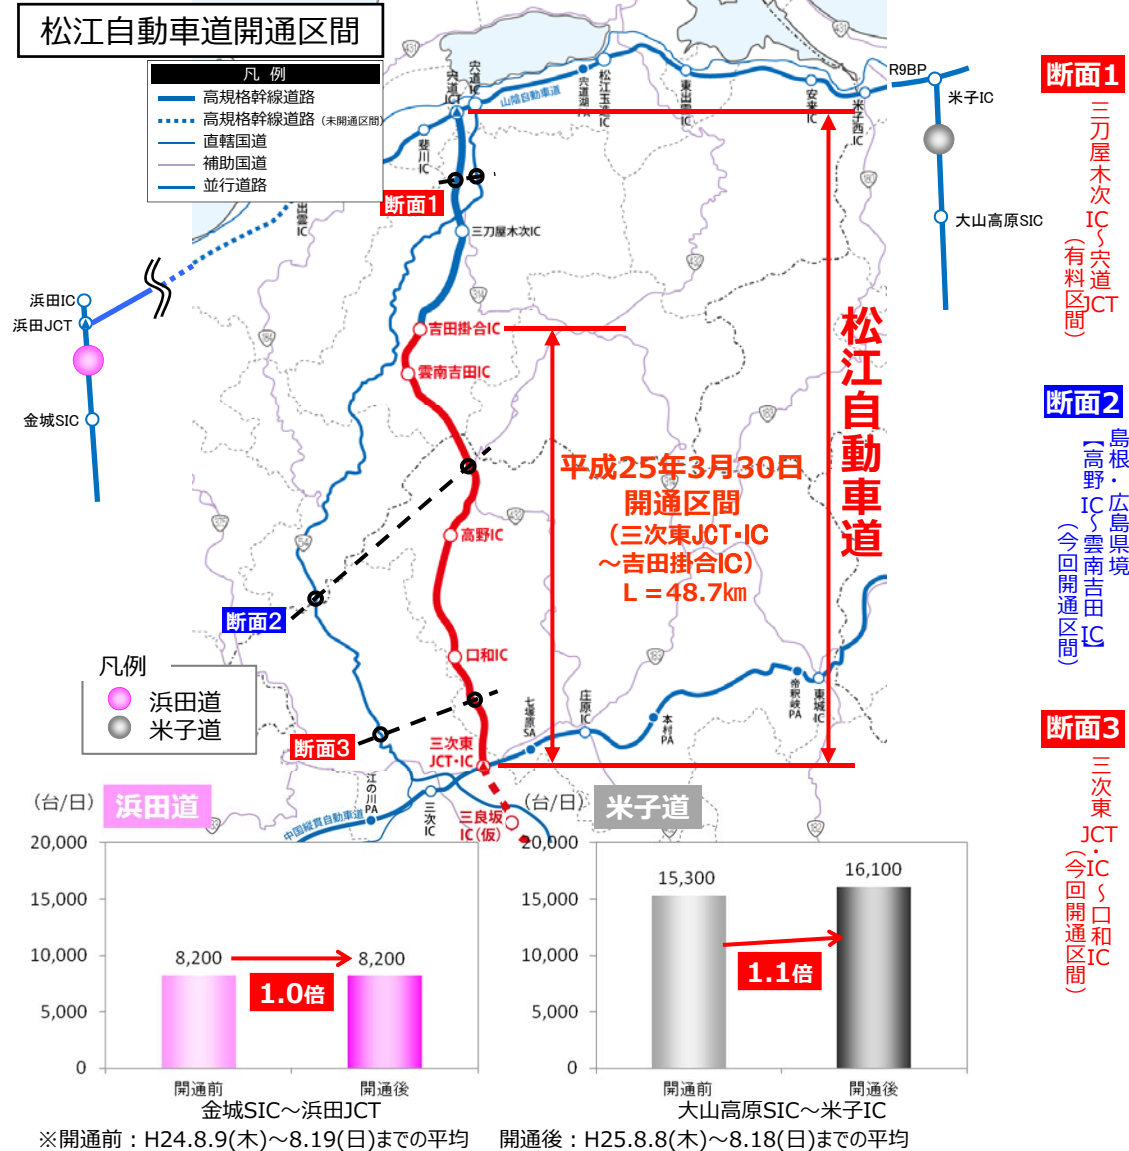 松江自動車道開通区間
凡 例
高規格幹線道路
高規格幹線道路(未開通区間)
直轄国道
補助国道
並行道路
宍道JCT
宍道IC
山陰自動車道
宍道湖PA
松江玉造IC
東出雲IC
安来IC
米子西IC
431
431
R9BP
米子IC
大山高原SIC
斐川IC
出雲IC
断面1
三刀屋木次IC
180
432
314
184
183
314
432
375
54
183
182
浜田IC
浜田JCT
金城SIC
吉田掛合IC
雲南吉田IC
高野IC
口和IC
三次東
JCT・IC
三良坂
IC(仮)
松江自動車道
平成25年3月30日
開通区間
(三次東JCT・IC
~吉田掛合IC)
L=48.7km
断面2
断面3
凡例
浜田道
米子道
七塚原SA
庄原IC
本村PA
帝釈峡PA
東城IC
江の川PA
三次IC
中国縦貫自動車道
断面1
三刀屋木次IC~宍道JCT
(有料区間)
断面2
島根・広島県境
【高野IC~雲南吉田IC】
(今回開通区間)
断面3
三次東JCT・IC~口和IC
(今回開通区間)
(台/日)
浜田道
20,000
15,000
10,000
5,000
0
8,200
8,200
1.0倍
開通前
開通後
金城SIC~浜田JCT
(台/日)
米子道
20,000
15,000
10,000
5,000
0
15,300
16,100
1.1倍
開通前
開通後
大山高原SIC~米子IC
※開通前:H24.8.9(木)~8.19(日)までの平均 開通後:H25.8.8(木)~8.18(日)までの平均